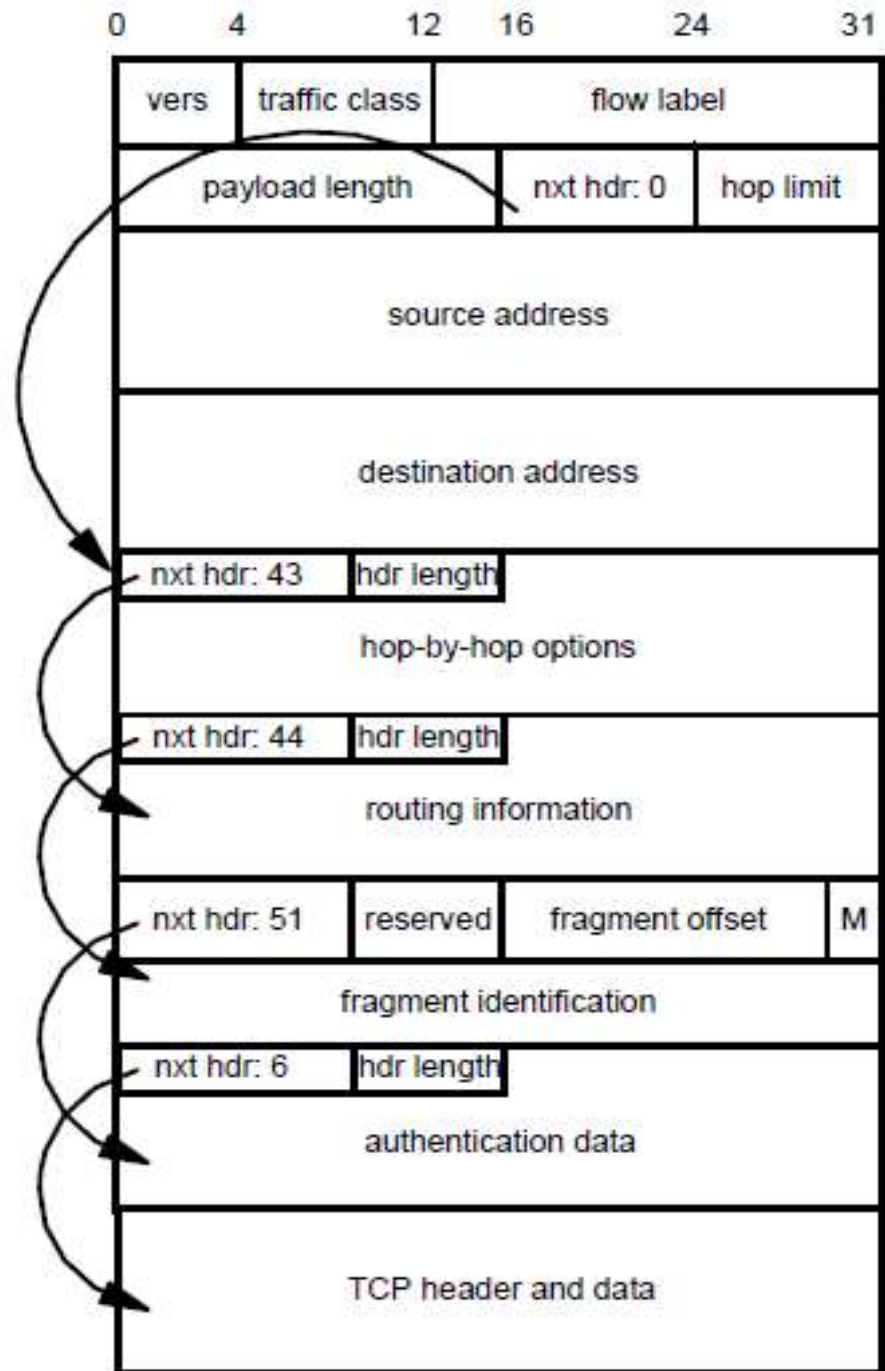 0 4 12 16 24 31
vers traffic class flow label
payload length nxt hdr: 0 hop limit
source address
destination address
nxt hdr: 43 hdr length
hop-by-hop options
nxt hdr: 44 hdr length
routing information
nxt hdr: 51 reserved fragment offset M
fragment identification
nxt hdr: 6 hdr length
authentication data
TCP header and data